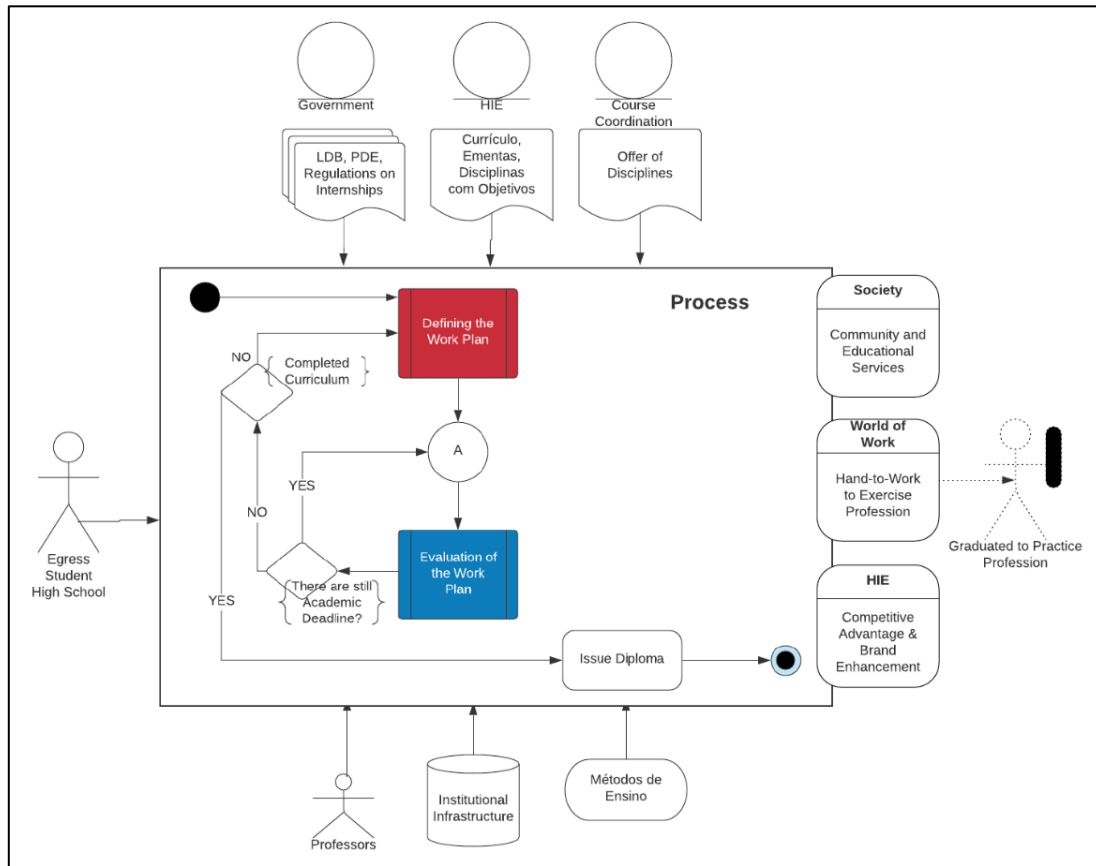 Government
HIE
Course
Coordination
LDB, PDE,
Regulations on
Internships
Currículo,
Ementas,
Disciplinas
com Objetivos
Offer of
Disciplines
Process
Defining the
Work Plan
NO
Completed
Curriculum
A
YES
NO
Evaluation of
the Work
Plan
There are still
Academic
Deadline?
YES
Issue Diploma
Egress
Student
High School
Society
Community and
Educational
Services
World of
Work
Hand-to-Work
to Exercise
Profession
HIE
Competitive
Advantage &
Brand
Enhancement
Graduated to Practice
Profession
Professors
Institutional
Infrastructure
Métodos de
Ensino